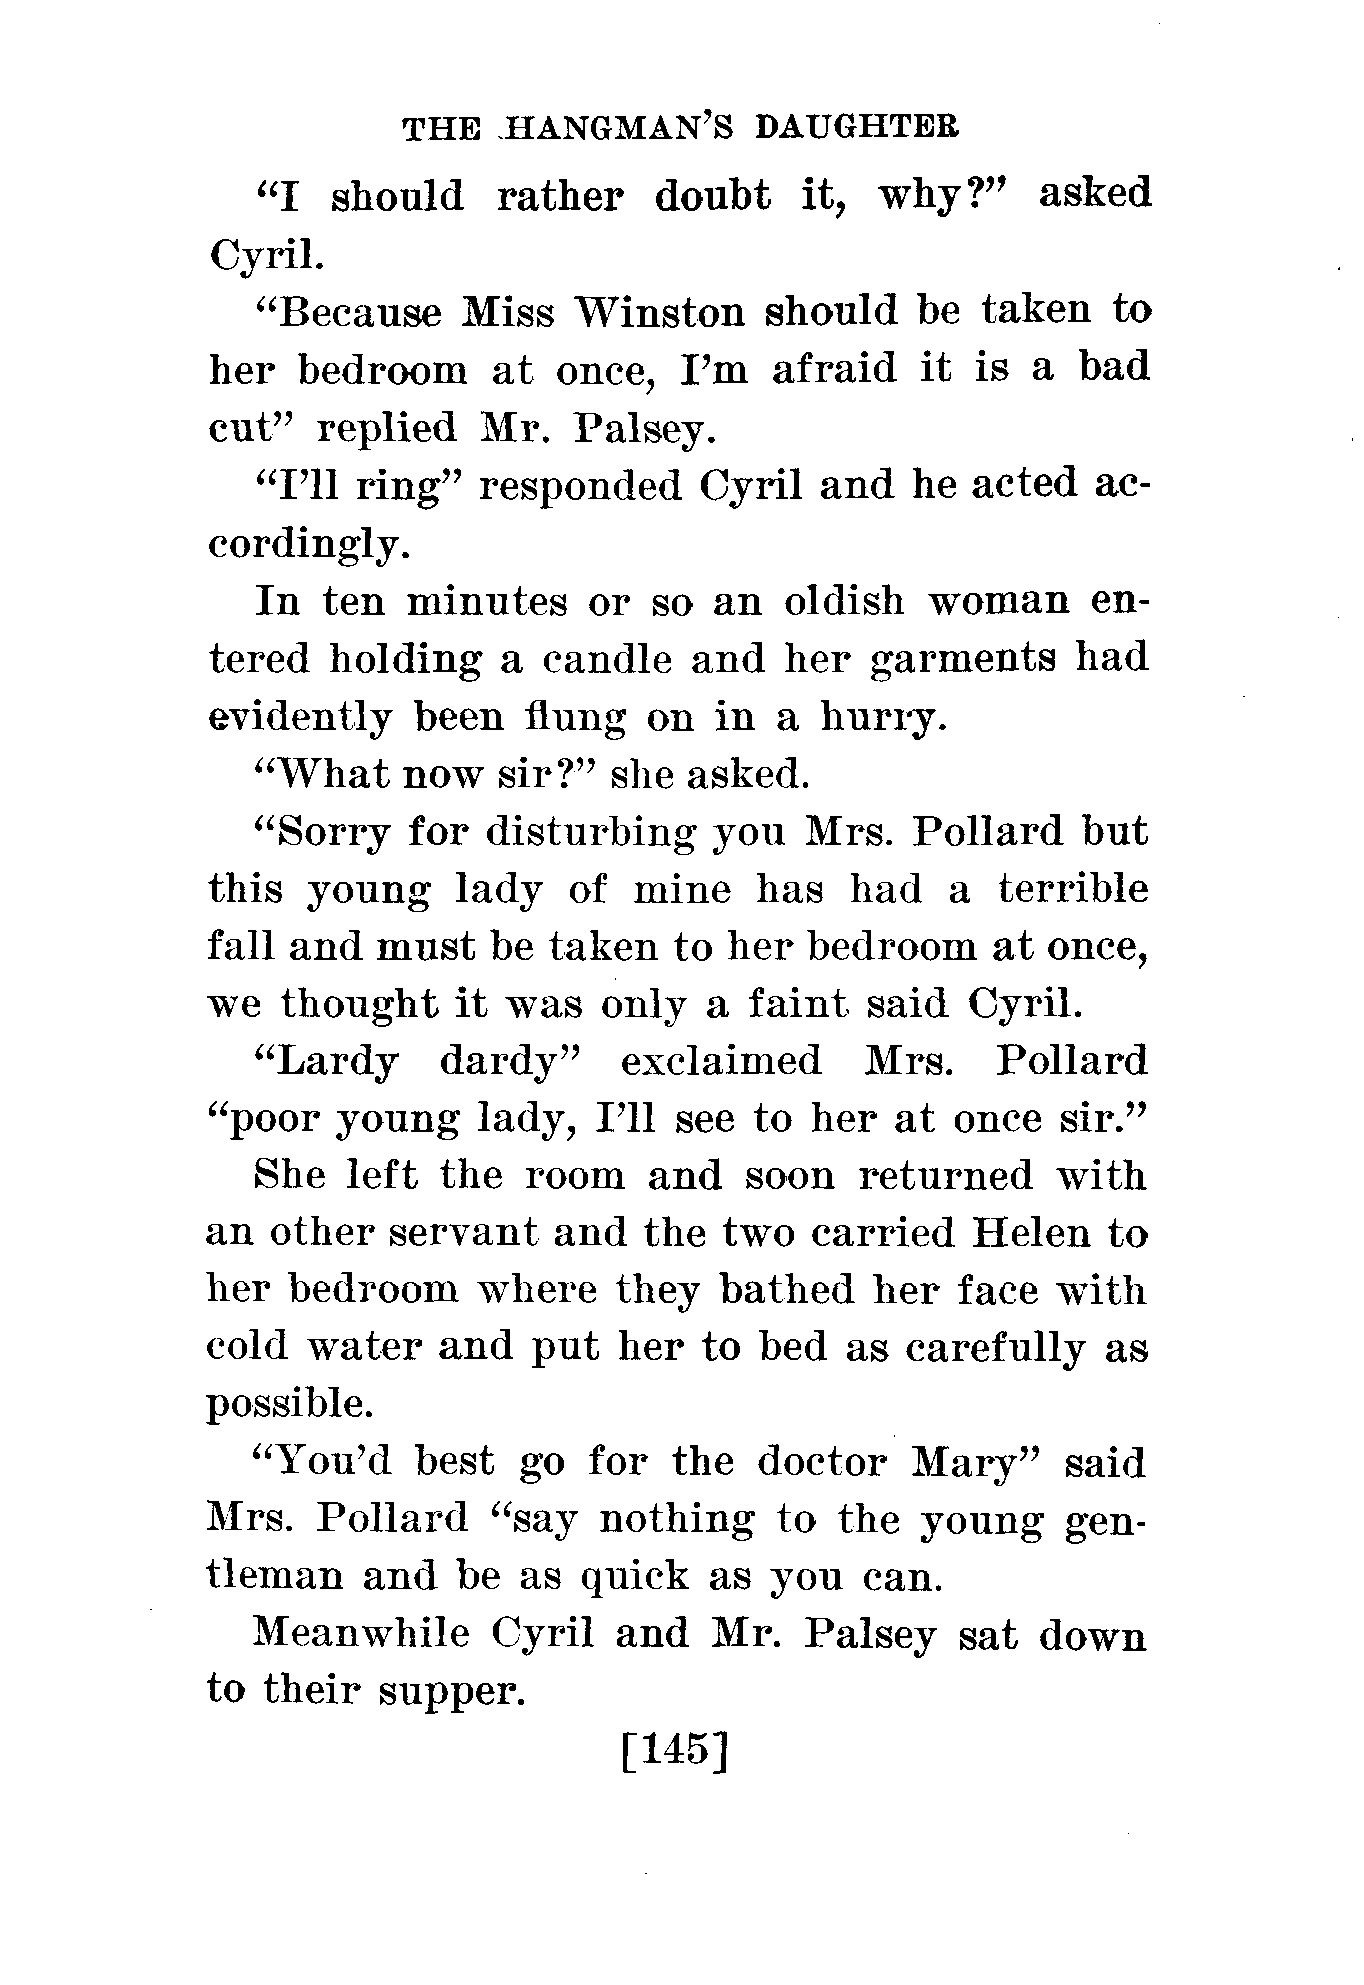 THE HANGMAN'S DAUGHTER
“I should rather doubt it, why?” asked
Cyril.
“Because Miss Winston should be taken to
her bedroom at once, I'm afraid it is a bad
cut” replied Mr. Palsey.
“I'll ring” responded Cyril and he acted ac-
cordingly.
In ten minutes or so an oldish woman en-
tered holding a candle and her garments had
evidently been flung on in a hurry.
“What now sir?” she asked.
“Sorry for disturbing you Mrs. Pollard but
this young lady of mine has had a terrible
fall and must be taken to her bedroom at once,
we thought it was only a faint said Cyril.
“Lardy dardy” exclaimed Mrs. Pollard
“poor young lady, I'll see to her at once sir.”
She left the room and soon returned with
an other servant and the two carried Helen to
her bedroom where they bathed her face with
cold water and put her to bed as carefully as
possible.
“You'd best go for the doctor Mary” said
Mrs. Pollard “say nothing to the young gen-
tleman and be as quick as you can.
Meanwhile Cyril and Mr. Palsey sat down
to their supper.
[145]